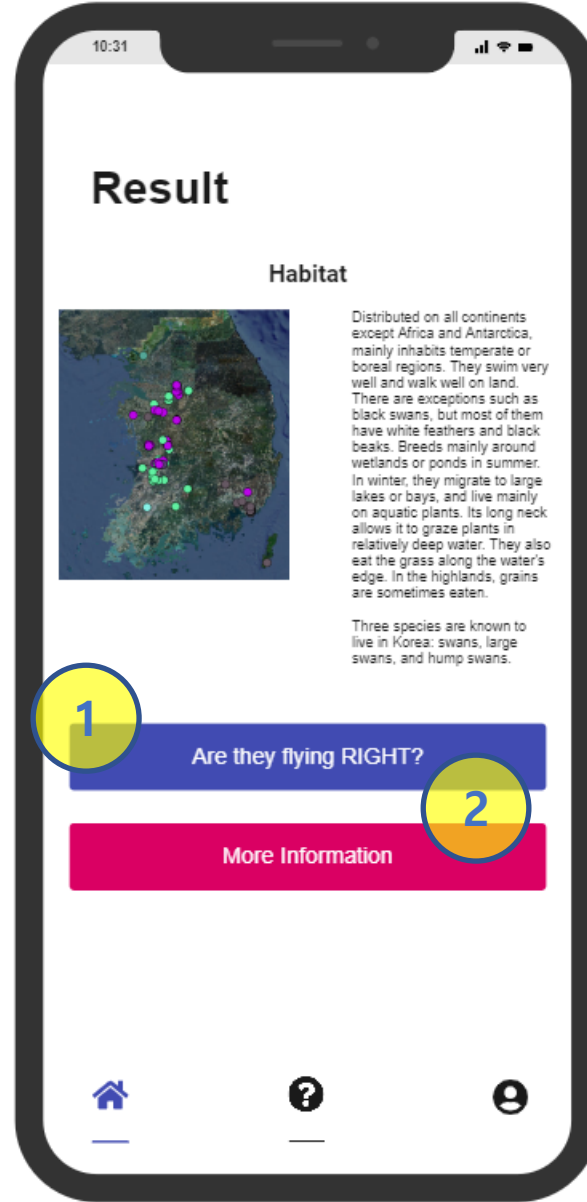 10:31
Result
Habitat
Distributed on all continents
except Africa and Antarctica,
mainly inhabits temperate or
boreal regions. They swim very
well and walk well on land.
There are exceptions such as
black swans, but most of them
have white feathers and black
beaks. Breeds mainly around
wetlands or ponds in summer.
In winter, they migrate to large
lakes or bays, and live mainly
on aquatic plants. Its long neck
allows it to graze plants in
relatively deep water. They also
eat the grass along the water's
edge. In the highlands, grains
are sometimes eaten.
Three species are known to
live in Korea: swans, large
swans, and hump swans.
1
Are they flying RIGHT?
2
More Information
?